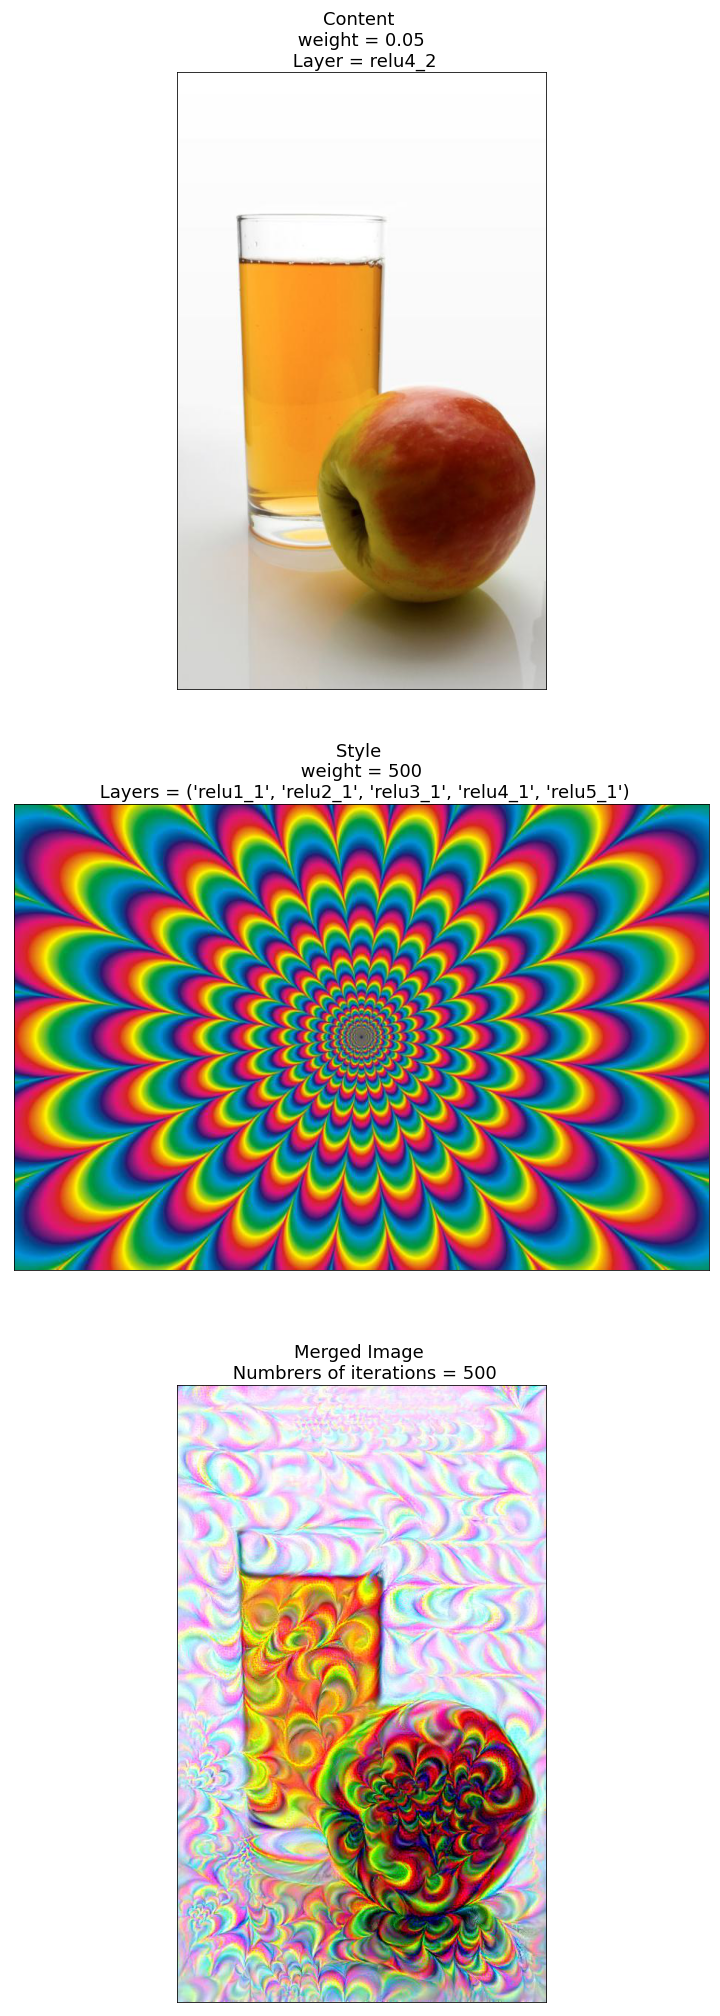 Content
weight = 0.05
Layer = relu4_2
Style
weight = 500
Layers = ('relu1_1', 'relu2_1', 'relu3_1', 'relu4_1', 'relu5_1')
Merged Image
Numbrers of iterations = 500